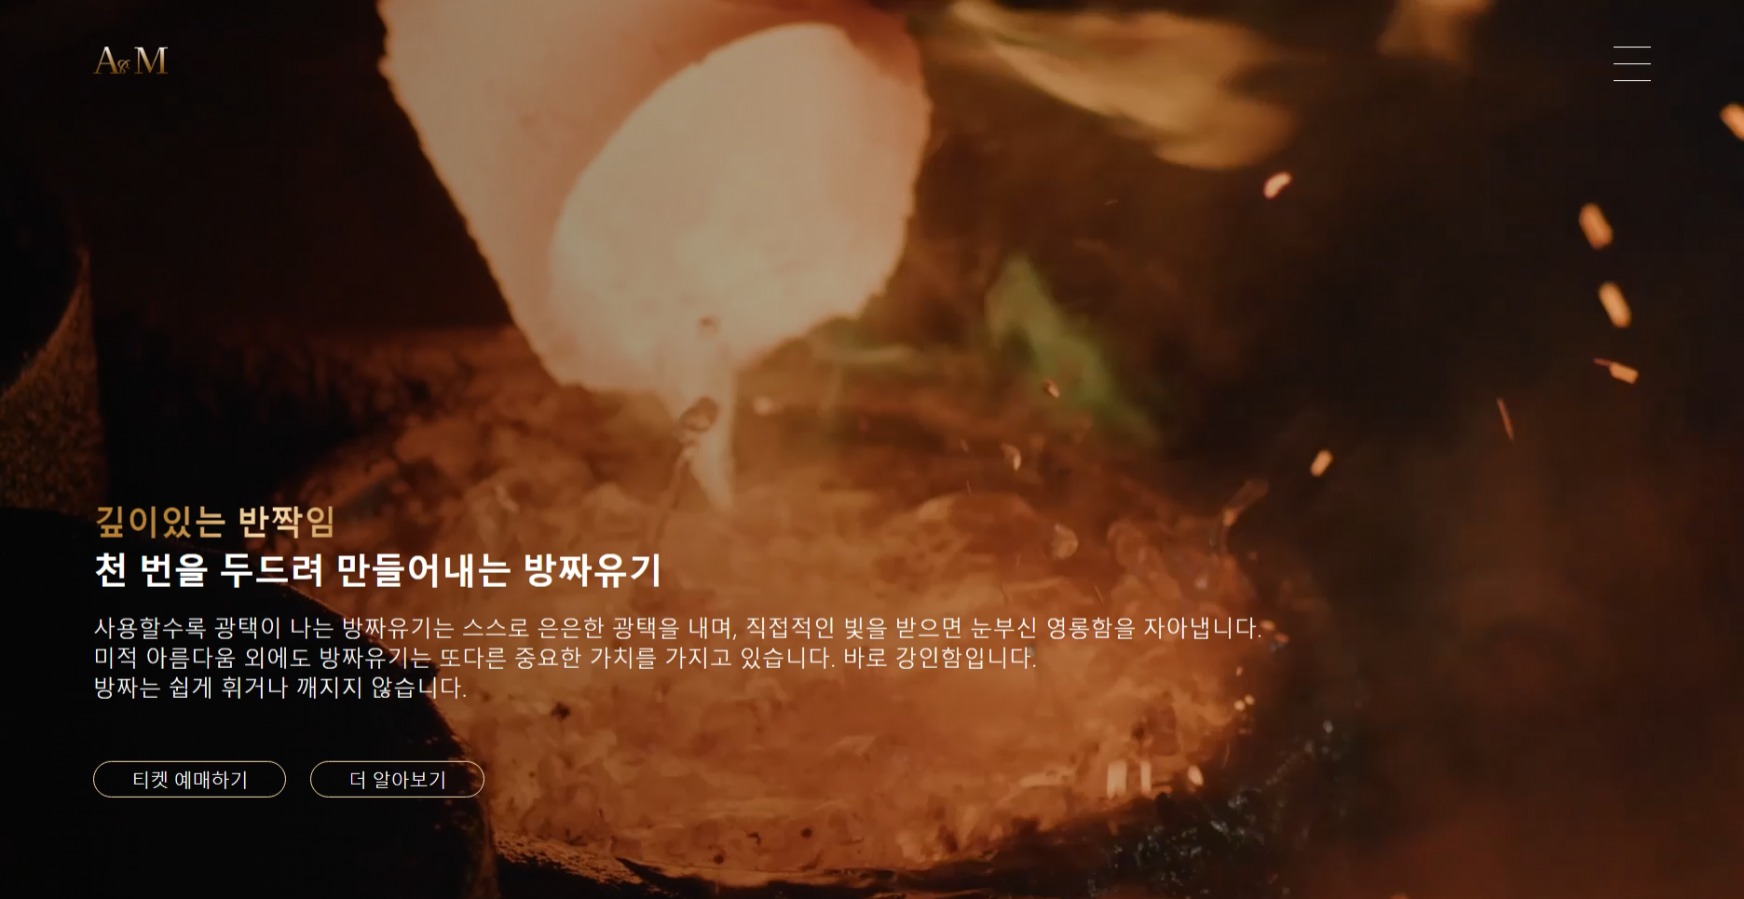 A&M
깊이있는 반짝임
천 번을 두드려 만들어내는 방짜유기
사용할수록 광택이 나는 방짜유기는 스스로 은은한 광택을 내며, 직접적인 빛을 받으면 눈부신 영롱함을 자아냅니다.
미적 아름다움 외에도 방짜유기는 또다른 중요한 가치를 가지고 있습니다. 바로 강인함입니다.
방짜는 쉽게 휘거나 깨지지 않습니다.
티켓 예매하기
더 알아보기